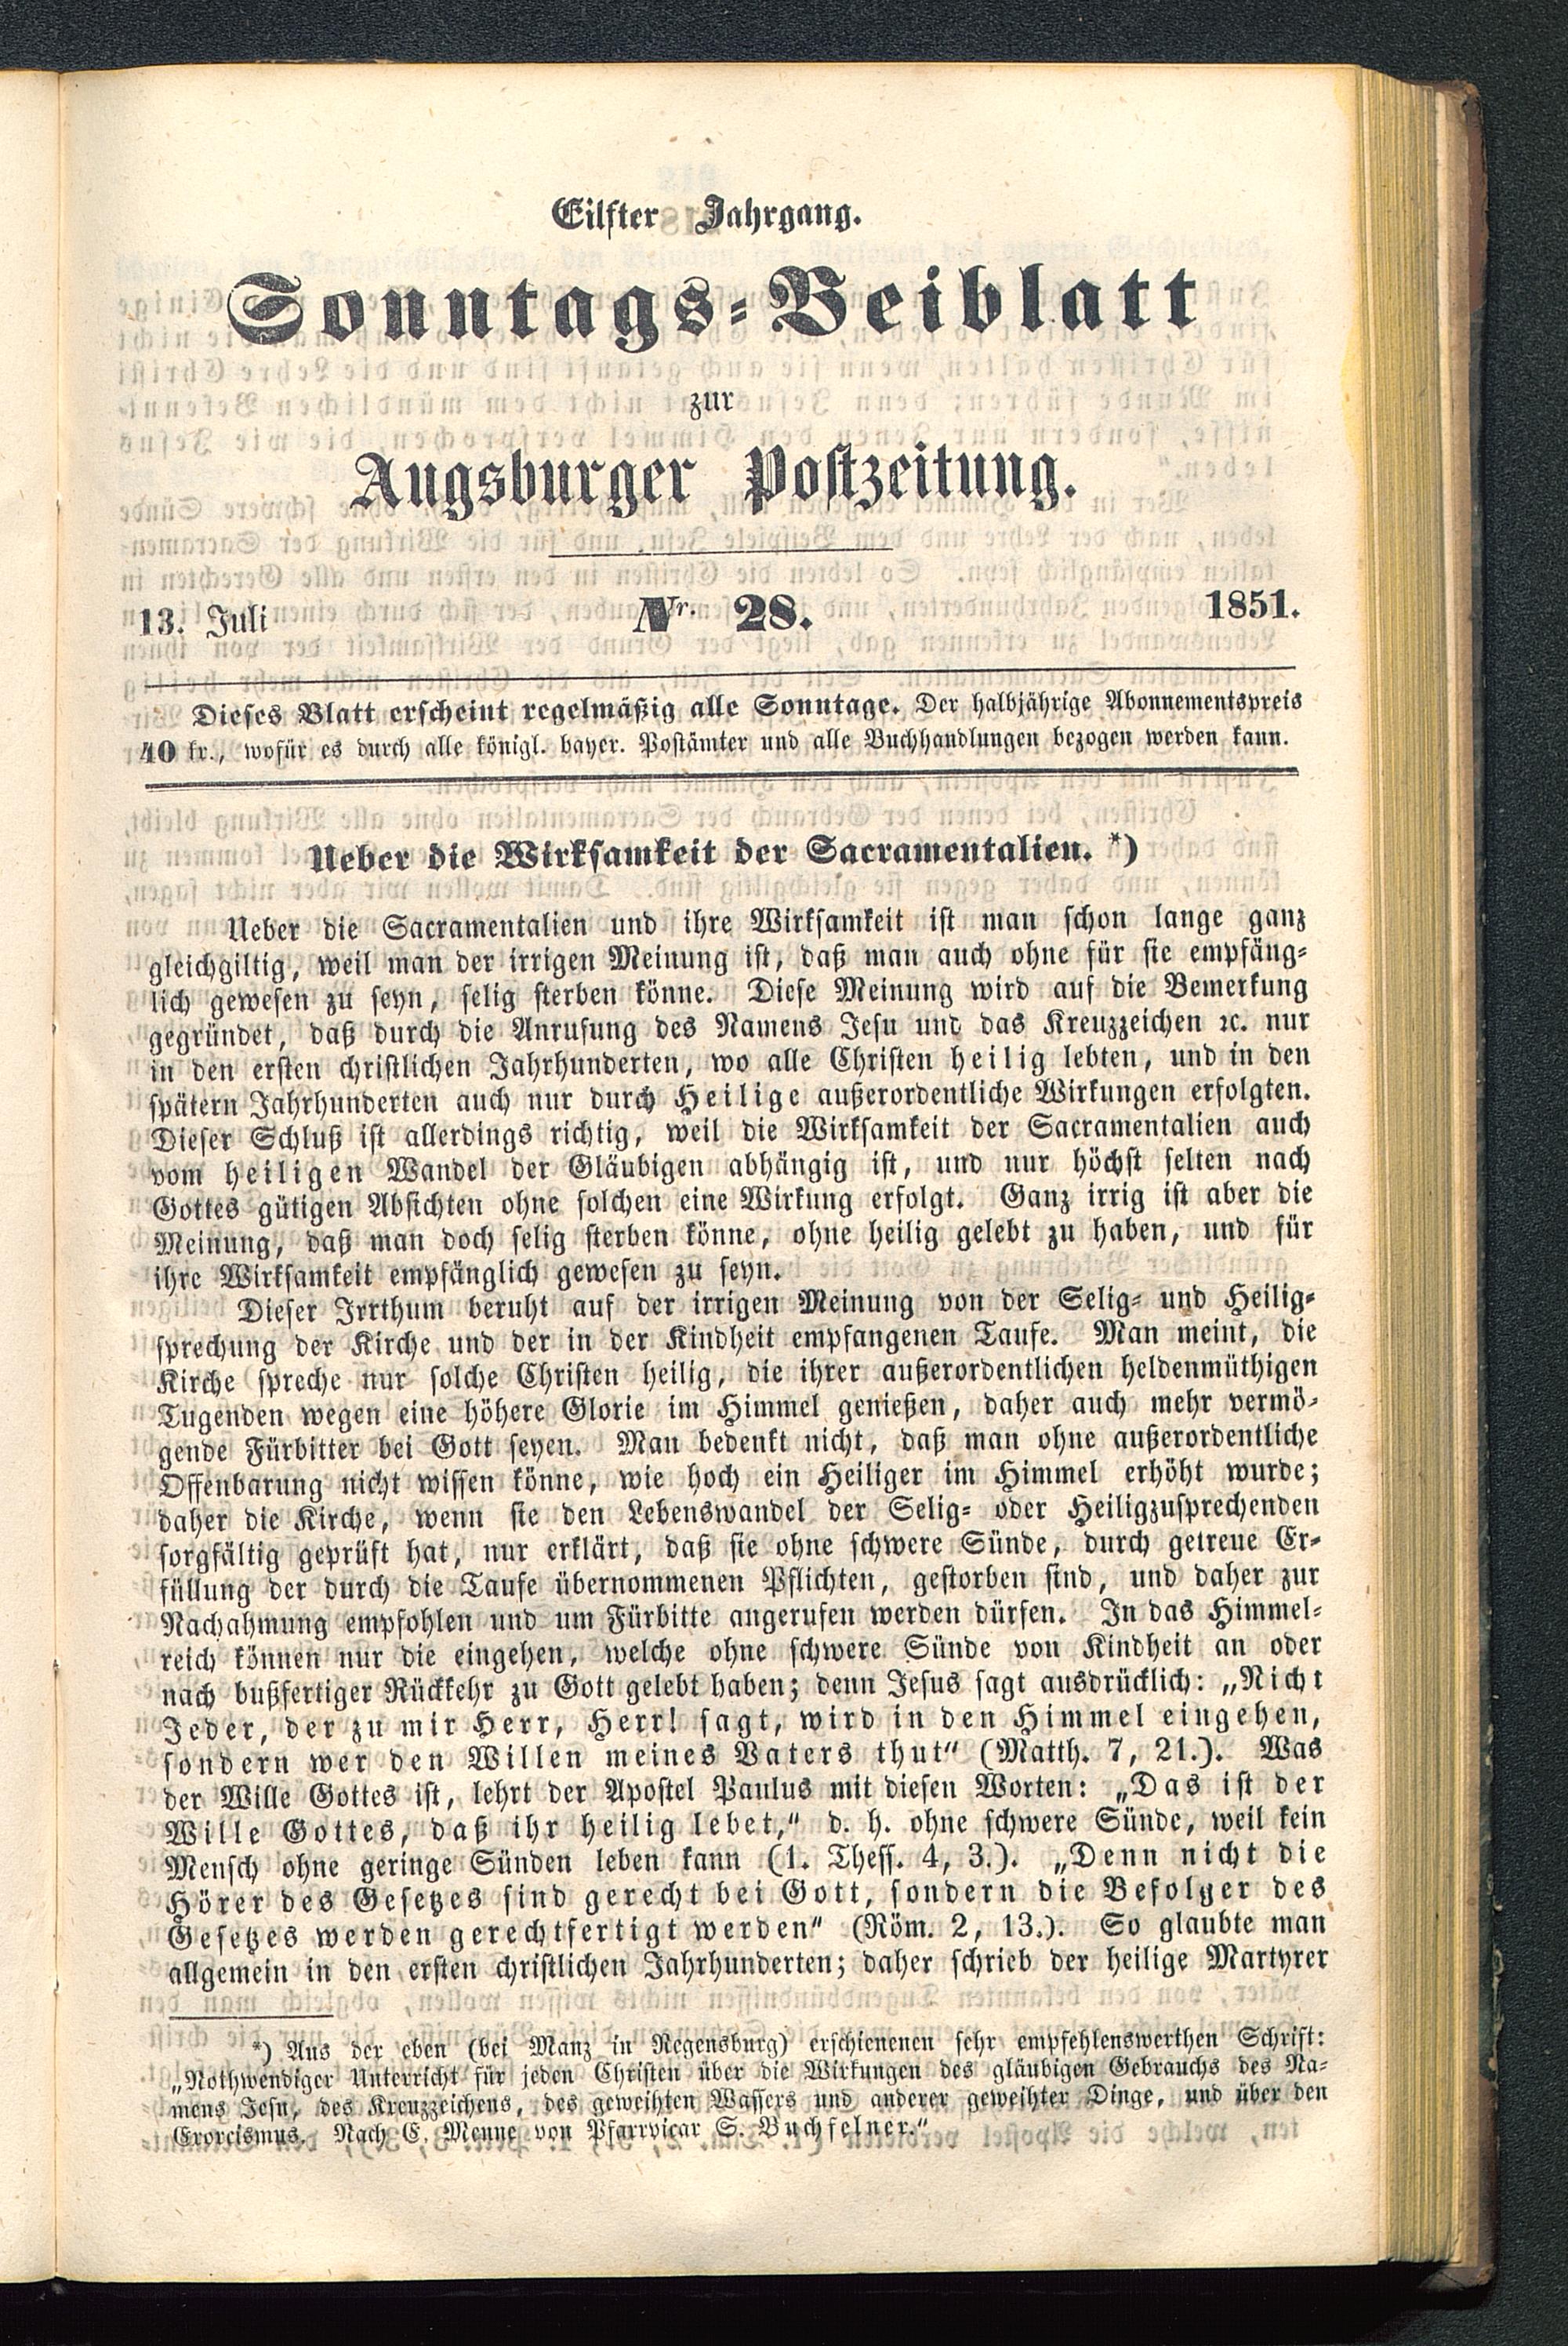 Eilfter Jahrgang.
Sonntags-Beiblatt
zur
Augsburger Postzeitung.
13. Juli Nr. 28. 1851.
Dieses Blatt erscheint regelmäßig alle Sonntage. Der halbjährige Abonnementspreis
40 kr., wofür es durch alle königl. bayer. Postämter und alle Buchhandlungen bezogen werden kann.
Ueber die Wirksamkeit der Sacramentalien. *)
Ueber die Sacramentalien und ihre Wirksamkeit ist man schon lange ganz
gleichgiltig, weil man der irrigen Meinung ist, daß man auch ohne für sie empfäng-
lich gewesen zu seyn, selig sterben könne. Diese Meinung wird auf die Bemerkung
gegründet, daß durch die Anrufung des Namens Jesu und das Kreuzzeichen ꝛc. nur
in den ersten christlichen Jahrhunderten, wo alle Christen heilig lebten, und in den
spätern Jahrhunderten auch nur durch Heilige außerordentliche Wirkungen erfolgten.
Dieser Schluß ist allerdings richtig, weil die Wirksamkeit der Sacramentalien auch
vom heiligen Wandel der Gläubigen abhängig ist, und nur höchst selten nach
Gottes gütigen Absichten ohne solchen eine Wirkung erfolgt. Ganz irrig ist aber die
Meinung, daß man doch selig sterben könne, ohne heilig gelebt zu haben, und für
ihre Wirksamkeit empfänglich gewesen zu seyn.
Dieser Irrthum beruht auf der irrigen Meinung von der Selig- und Heilig-
sprechung der Kirche und der in der Kindheit empfangenen Taufe. Man meint, die
Kirche spreche nur solche Christen heilig, die ihrer außerordentlichen heldenmüthigen
Tugenden wegen eine höhere Glorie im Himmel genießen, daher auch mehr vermö-
gende Fürbitter bei Gott seyen. Man bedenkt nicht, daß man ohne außerordentliche
Offenbarung nicht wissen könne, wie hoch ein Heiliger im Himmel erhöht wurde;
daher die Kirche, wenn sie den Lebenswandel der Selig- oder Heiligzusprechenden
sorgfältig geprüft hat, nur erklärt, daß sie ohne schwere Sünde, durch getreue Er-
füllung der durch die Taufe übernommenen Pflichten, gestorben sind, und daher zur
Nachahmung empfohlen und um Fürbitte angerufen werden dürfen. In das Himmel-
reich können nur die eingehen, welche ohne schwere Sünde von Kindheit an oder
nach bußfertiger Rückkehr zu Gott gelebt haben; denn Jesus sagt ausdrücklich: „Nicht
Jeder, der zu mir Herr, Herr! sagt, wird in den Himmel eingehen,
sondern wer den Willen meines Vaters thut“ (Matth. 7, 21.). Was
der Wille Gottes ist, lehrt der Apostel Paulus mit diesen Worten: „Das ist der
Wille Gottes, daß ihr heilig lebet,“ d. h. ohne schwere Sünde, weil kein
Mensch ohne geringe Sünden leben kann (1. Thess. 4, 3.). „Denn nicht die
Hörer des Gesetzes sind gerecht bei Gott, sondern die Befolger des
Gesetzes werden gerechtfertigt werden“ (Röm. 2, 13.). So glaubte man
allgemein in den ersten christlichen Jahrhunderten; daher schrieb der heilige Martyrer
*) Aus der eben (bei Manz in Regensburg) erschienenen sehr empfehlenswerthen Schrift:
„Nothwendiger Unterricht für jeden Christen über die Wirkungen des gläubigen Gebrauchs des Na-
mens Jesu, des Kreuzzeichens, des geweihten Wassers und anderer geweihter Dinge, und über den
Exorcismus. Nach E. Menne von Pfarrvicar S. Buchfelner.“